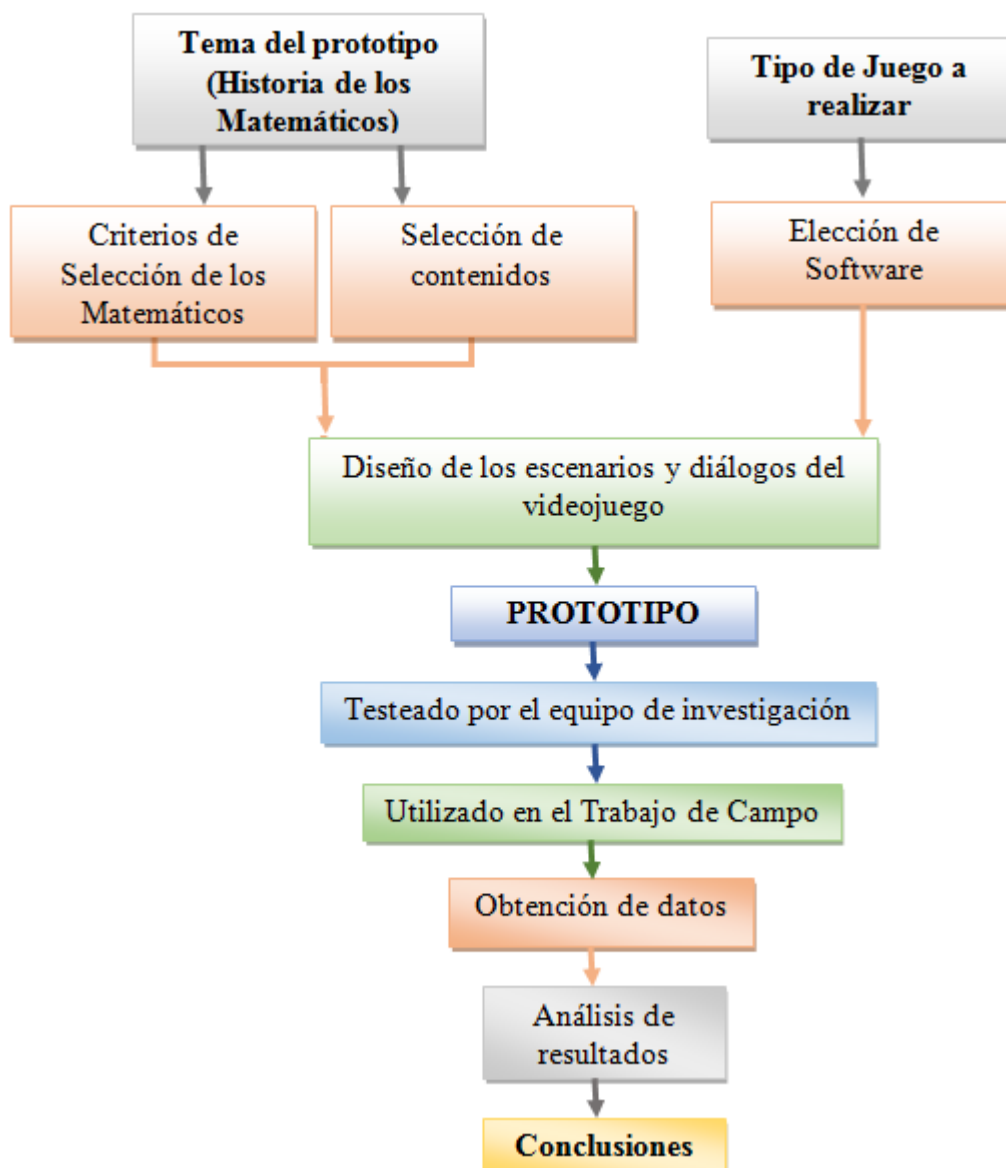 Tema del prototipo
(Historia de los
Matemáticos)
Tipo de Juego a
realizar
Criterios de
Selección de los
Matemáticos
Selección de
contenidos
Elección de
Software
Diseño de los escenarios y diálogos del
videojuego
PROTOTIPO
Testeado por el equipo de investigación
Utilizado en el Trabajo de Campo
Obtención de datos
Análisis de
resultados
Conclusiones